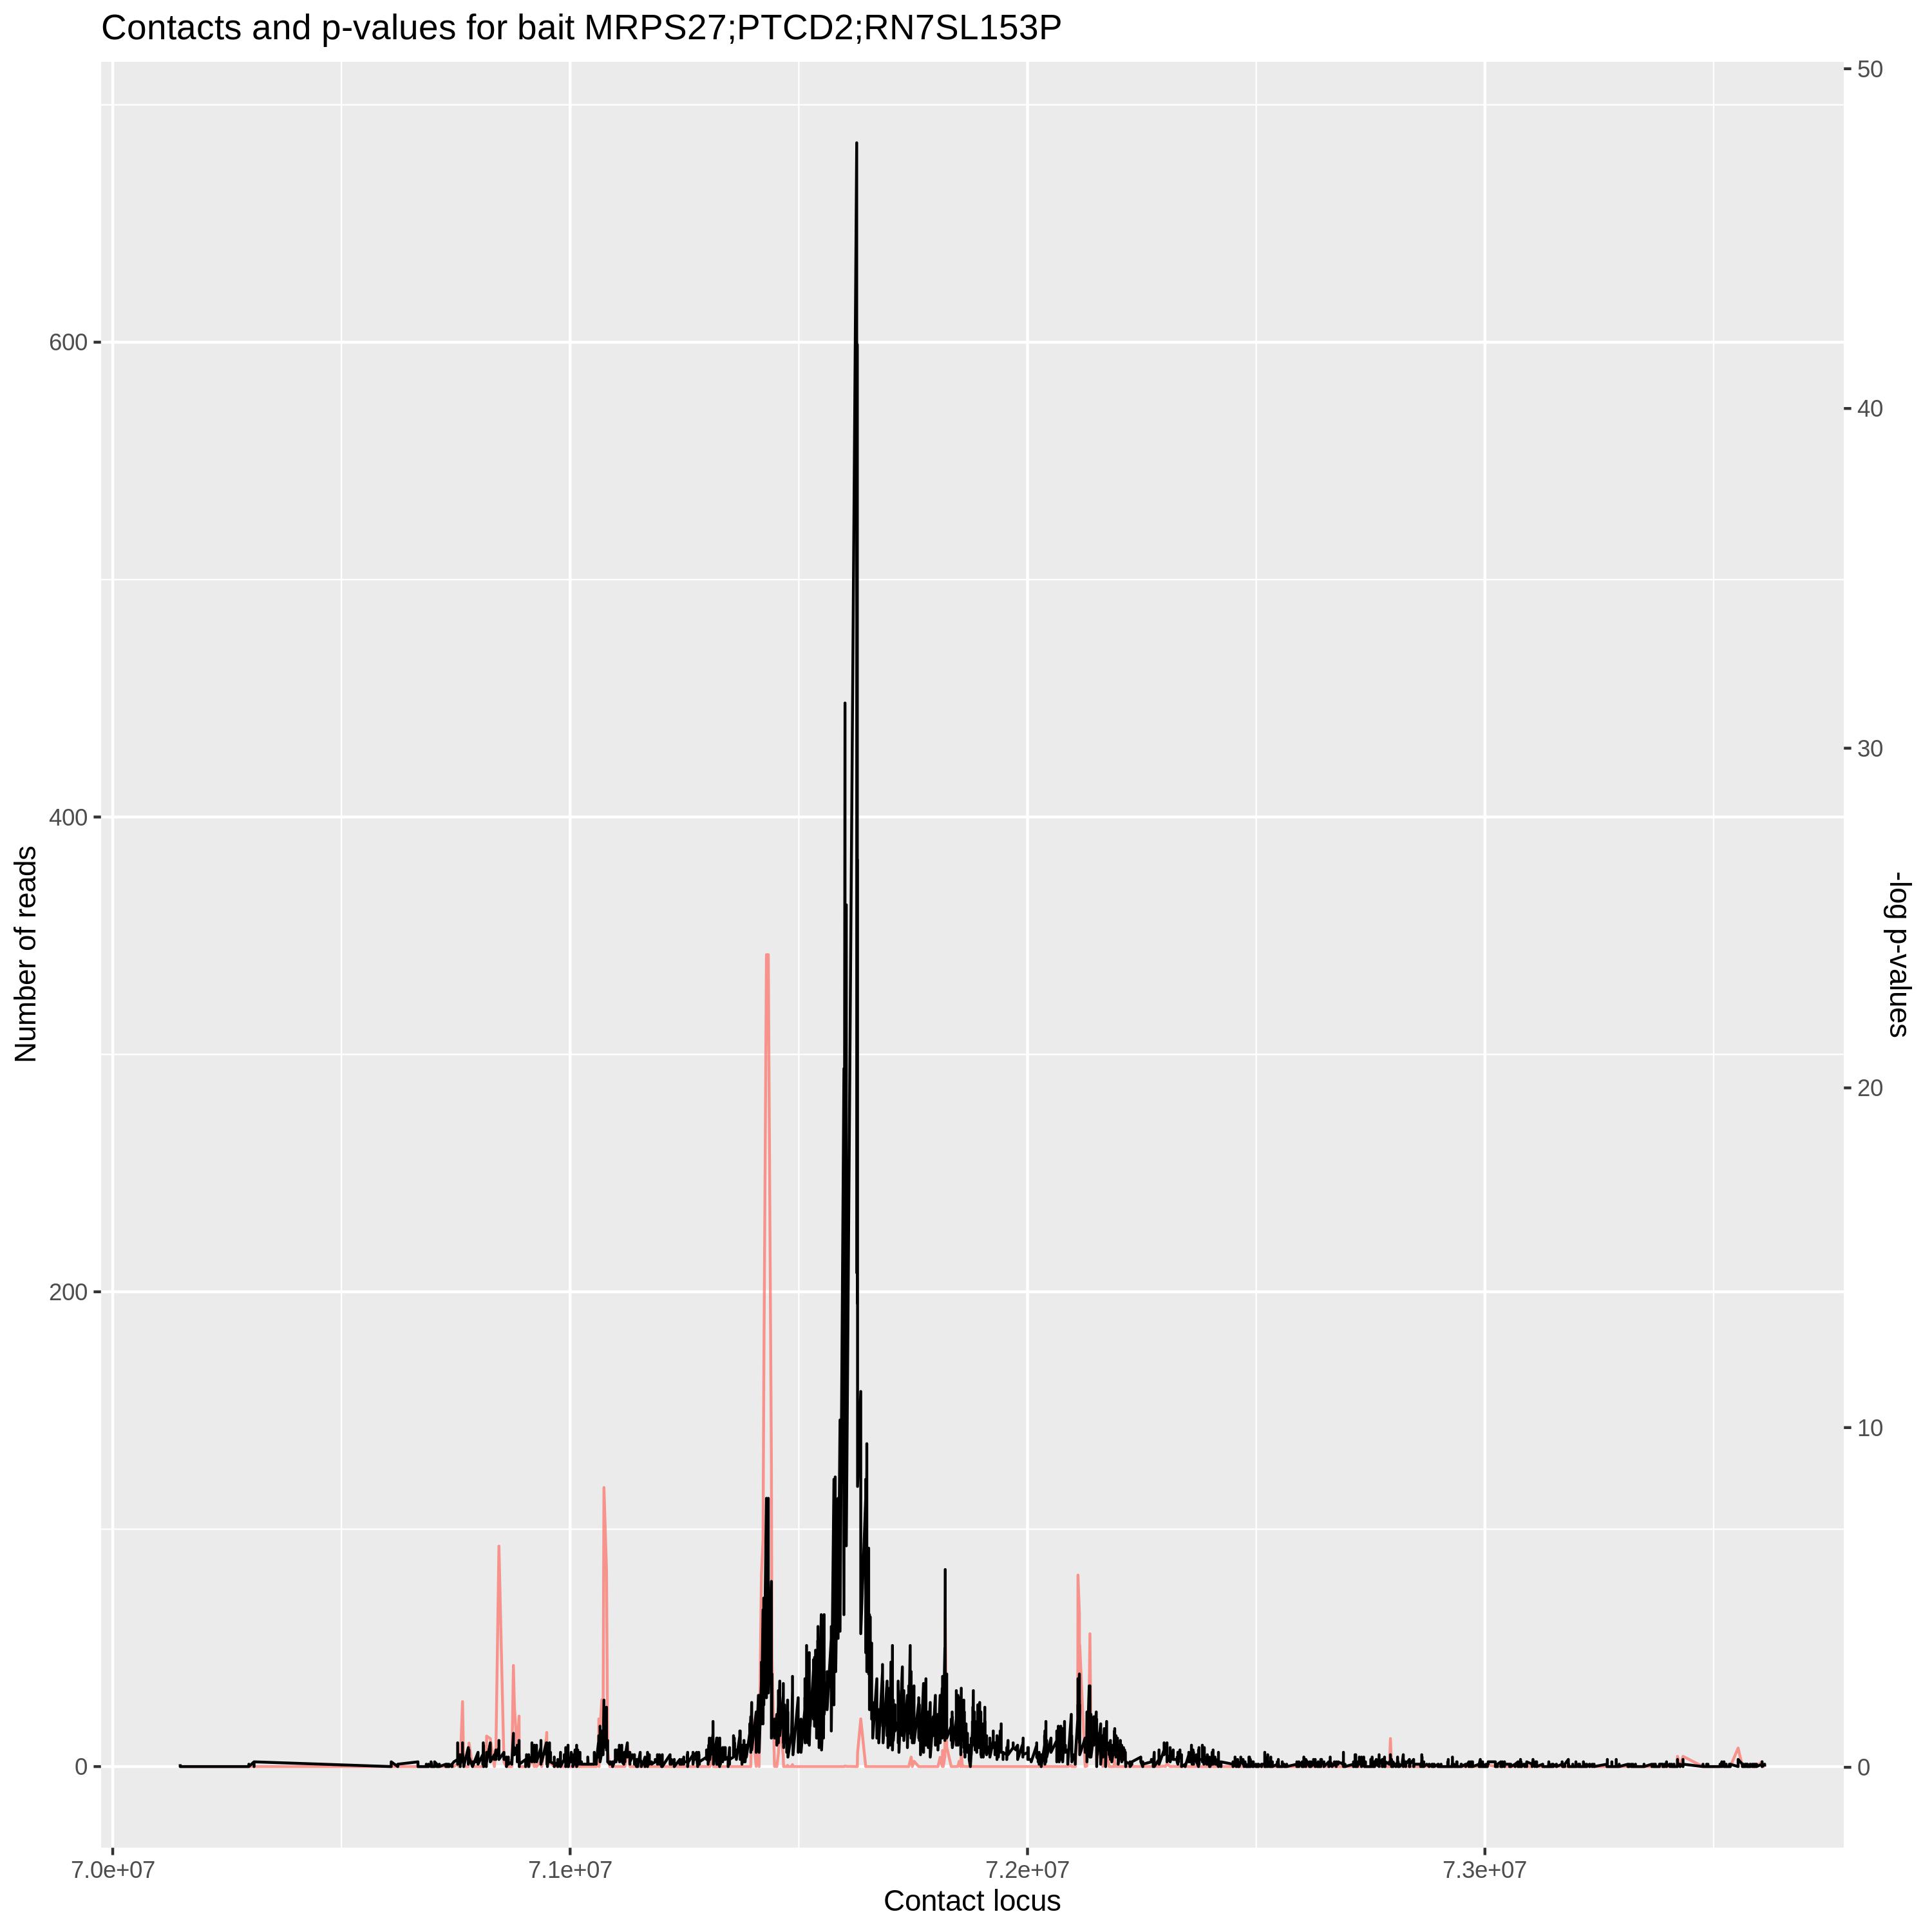 Contacts and p-values for bait MRPS27;PTCD2;RN7SL153P
Number of reads
600
400
200
0
50
40
30
20
10
0
-log p-values
7.0e+07
7.1e+07
7.2e+07
7.3e+07
Contact locus